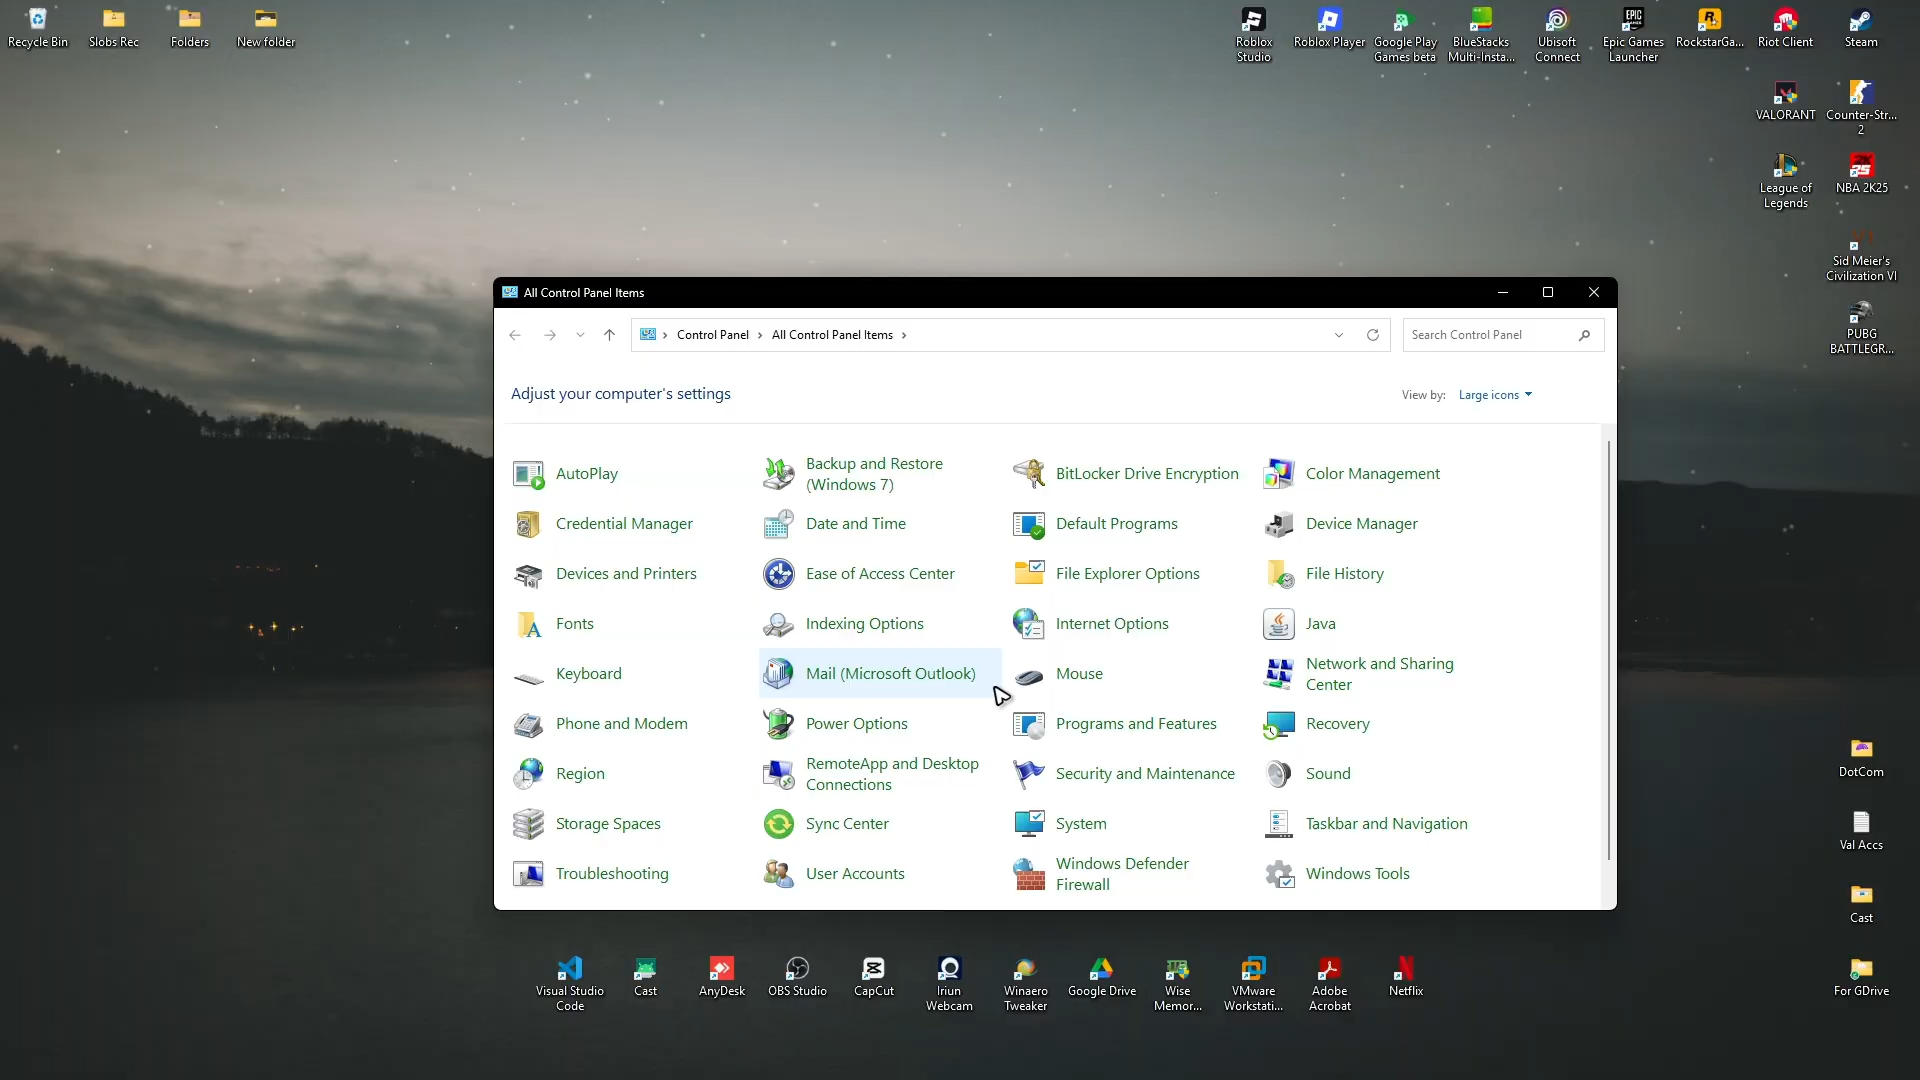 Recycle Bin
Slobs Rec
Folders
New folder
Roblox
Studio
Roblox Player
Google Play
Games beta
BlueStacks
Multi-Insta...
Ubisoft
Connect
Epic Games
Launcher
RockstarGa...
Riot Client
Steam
VALORANT
Counter-Str...
2
League of
Legends
NBA 2K25
Sid Meier's
Civilization VI
PUBG
BATTLEGR...
All Control Panel Items
Control Panel
All Control Panel Items
Search Control Panel
Adjust your computer's settings
View by:
Large icons
AutoPlay
Backup and Restore
(Windows 7)
BitLocker Drive Encryption
Color Management
Credential Manager
Date and Time
Default Programs
Device Manager
Devices and Printers
Ease of Access Center
File Explorer Options
File History
Fonts
Indexing Options
Internet Options
Java
Keyboard
Mail (Microsoft Outlook)
Mouse
Network and Sharing
Center
Phone and Modem
Power Options
Programs and Features
Recovery
Region
RemoteApp and Desktop
Connections
Security and Maintenance
Sound
Storage Spaces
Sync Center
System
Taskbar and Navigation
Troubleshooting
User Accounts
Windows Defender
Firewall
Windows Tools
DotCom
Val Accs
Cast
For GDrive
Visual Studio
Code
Cast
AnyDesk
OBS Studio
CapCut
Iriun
Webcam
Winaero
Tweaker
Google Drive
Wise
Memor...
VMware
Workstati...
Adobe
Acrobat
Netflix